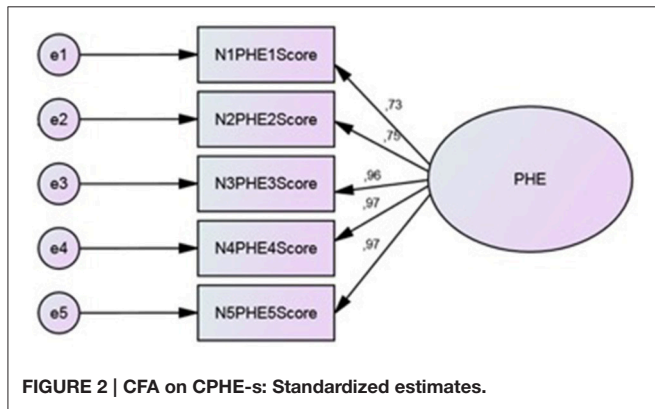 e1
N1PHE1Score
,73
e2
N2PHE2Score
,75
e3
N3PHE3Score
,96
PHE
,97
e4
N4PHE4Score
,97
e5
N5PHE5Score
FIGURE 2 | CFA on CPHE-s: Standardized estimates.